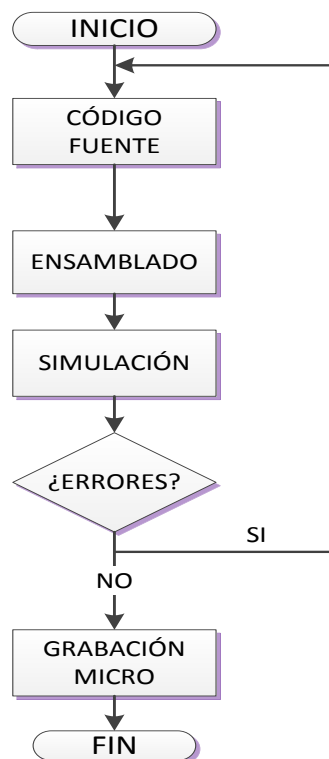 INICIO
CÓDIGO
FUENTE
ENSAMBLADO
SIMULACIÓN
¿ERRORES?
SI
NO
GRABACIÓN
MICRO
FIN